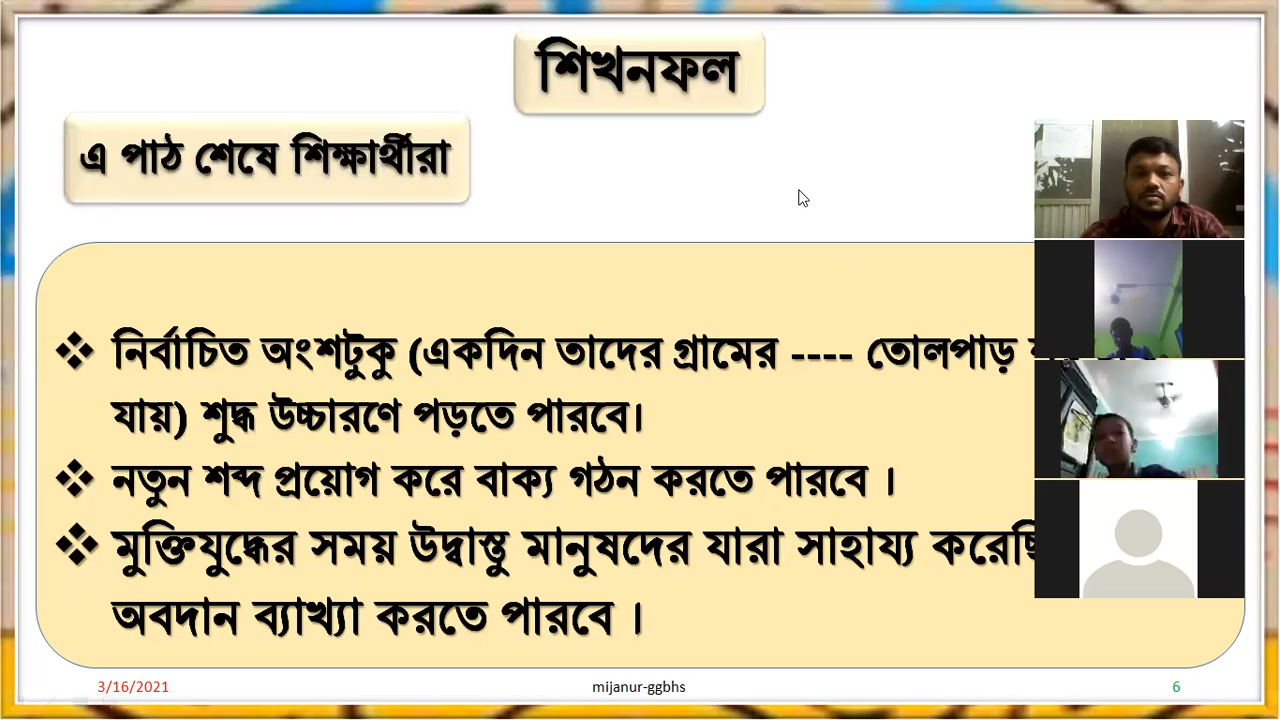 শিখনফল
এ পাঠ শেষে শিক্ষার্থীরা
❖ নির্বাচিত অংশটুকু (একদিন তাদের গ্রামের ---- তোলপাড়
যায়) শুদ্ধ উচ্চারণে পড়তে পারবে।
❖ নতুন শব্দ প্রয়োগ করে বাক্য গঠন করতে পারবে ।
❖ মুক্তিযুদ্ধের সময় উদ্বাস্তু মানুষদের যারা সাহায্য
অবদান ব্যাখ্যা করতে পারবে ।
3/16/2021
mijanur-ggbhs
6